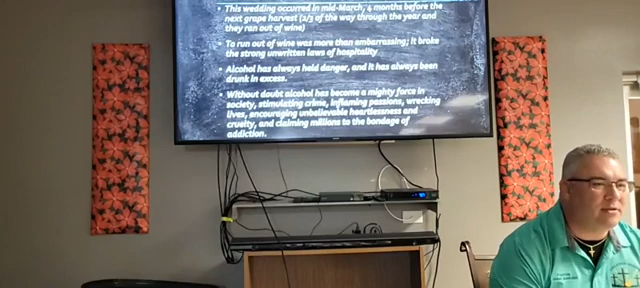 • This wedding occurred in mid-March, 4 months before the
next grape harvest (2/3 of the way through the year and
they ran out of wine)
• To run out of wine was more than embarrassing; it broke
the strong unwritten laws of hospitality
• Alcohol has always held danger, and it has always been
drunk in excess.
• Without doubt alcohol has become a mighty force in
society, stimulating crime, inflaming passions, wrecking
lives, encouraging unbelievable heartlessness and
cruelty, and claiming millions to the bondage of
addiction.